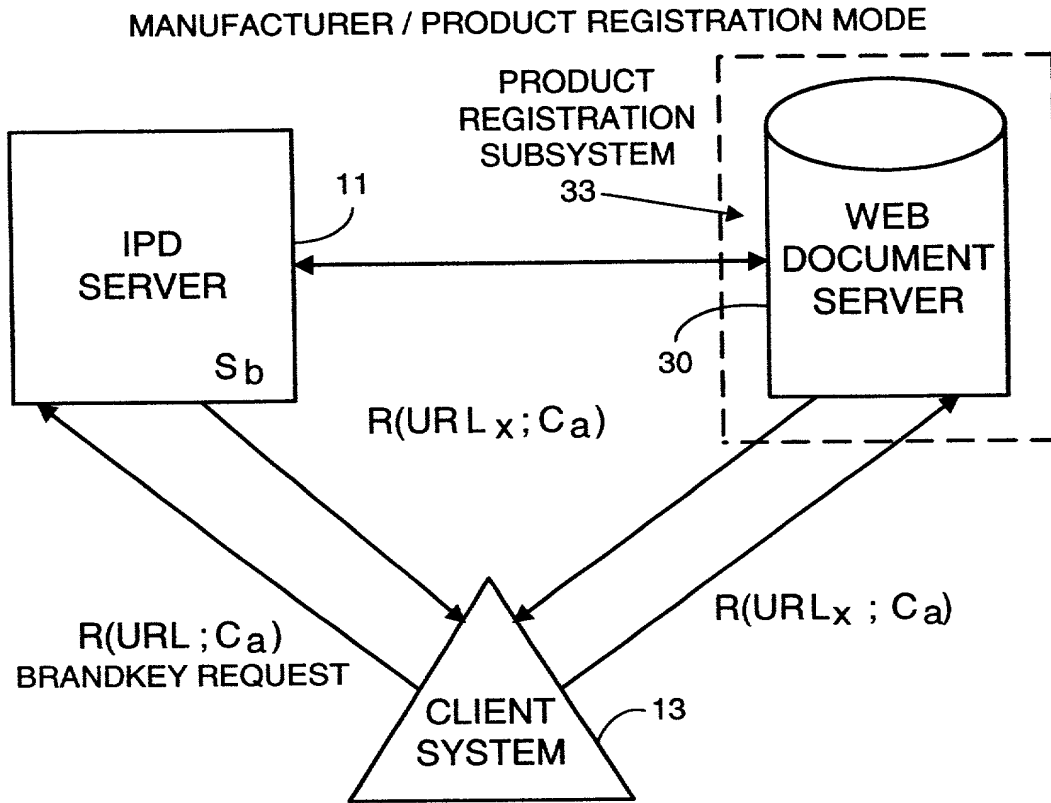 MANUFACTURER / PRODUCT REGISTRATION MODE
PRODUCT
REGISTRATION
SUBSYSTEM
33
11
IPD
SERVER
Sb
WEB
DOCUMENT
SERVER
30
R(URLx ; Ca)
R(URL ; Ca)
BRANDKEY REQUEST
R(URLx ; Ca)
CLIENT
SYSTEM
13